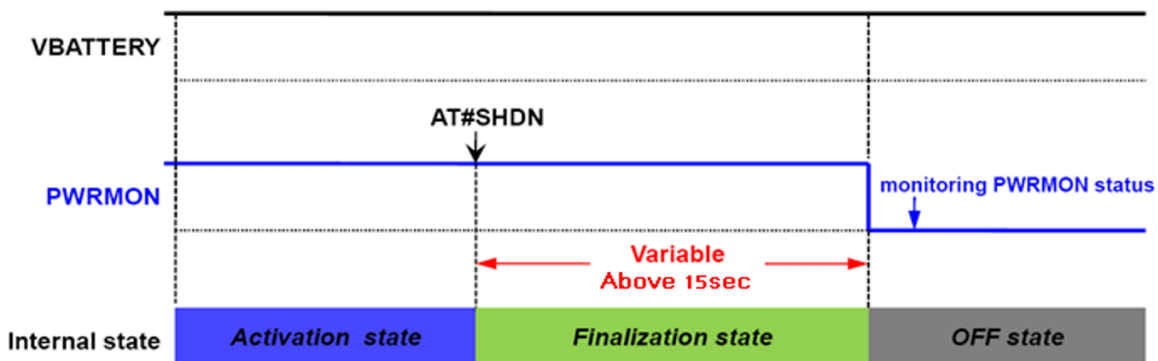 VBATTERY
AT#SHDN
PWRMON
monitoring PWRMON status
Variable
Above 15sec
Internal state
Activation state
Finalization state
OFF state